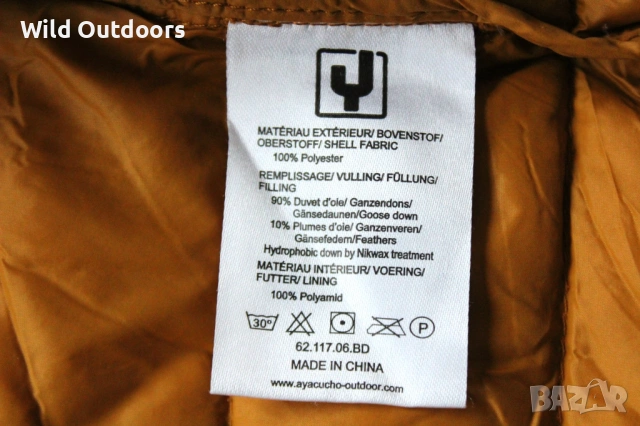 Wild Outdoors
MATÉRIAU EXTÉRIEUR/ BOVENSTOF/
OBERSTOFF/ SHELL FABRIC
100% Polyester
REMPLISSAGE/ VULLING/ FÜLLUNG/
FILLING
90% Duvet d'oie/ Ganzendons/
Gänsedaunen/Goose down
10% Plumes d'oie/ Ganzenveren/
Gänsefedern/Feathers
Hydrophobic down by Nikwax treatment
MATÉRIAU INTÉRIEUR/ VOERING/
FUTTER/ LINING
100% Polyamid
30° P
62.117.06.BD
MADE IN CHINA
www.ayacucho-outdoor.com
BAZAR.BG